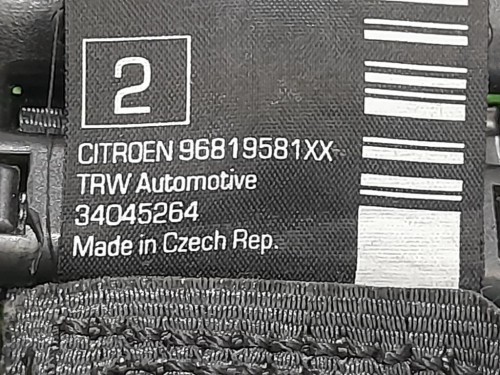 2
CITROEN 96819581XX
TRW Automotive
34045264
Made in Czech Rep.